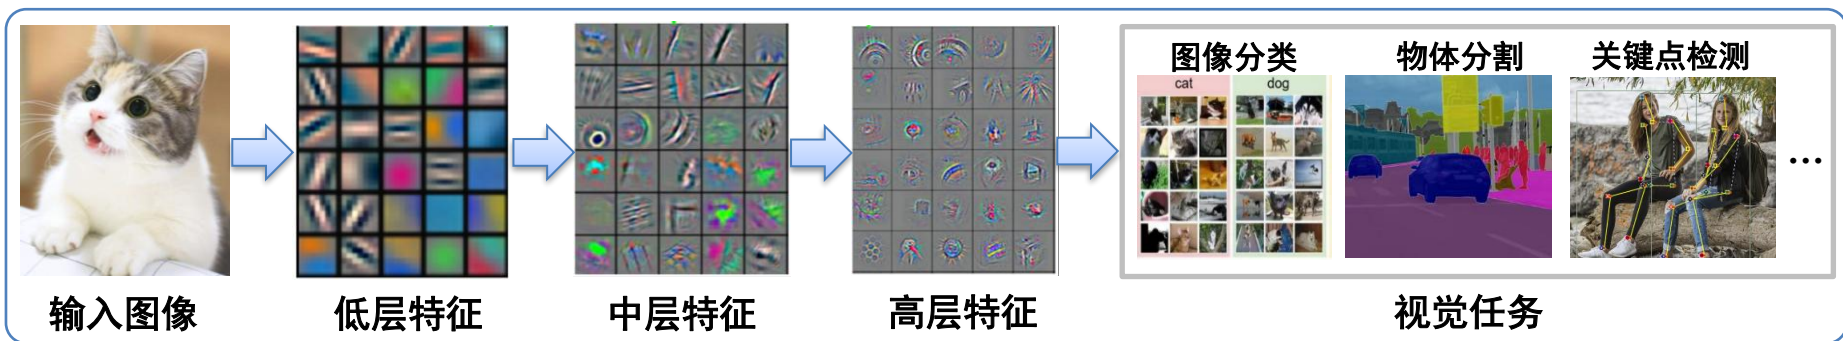 图像分类
物体分割
关键点检测
cat
dog
...
输入图像
低层特征
中层特征
高层特征
视觉任务